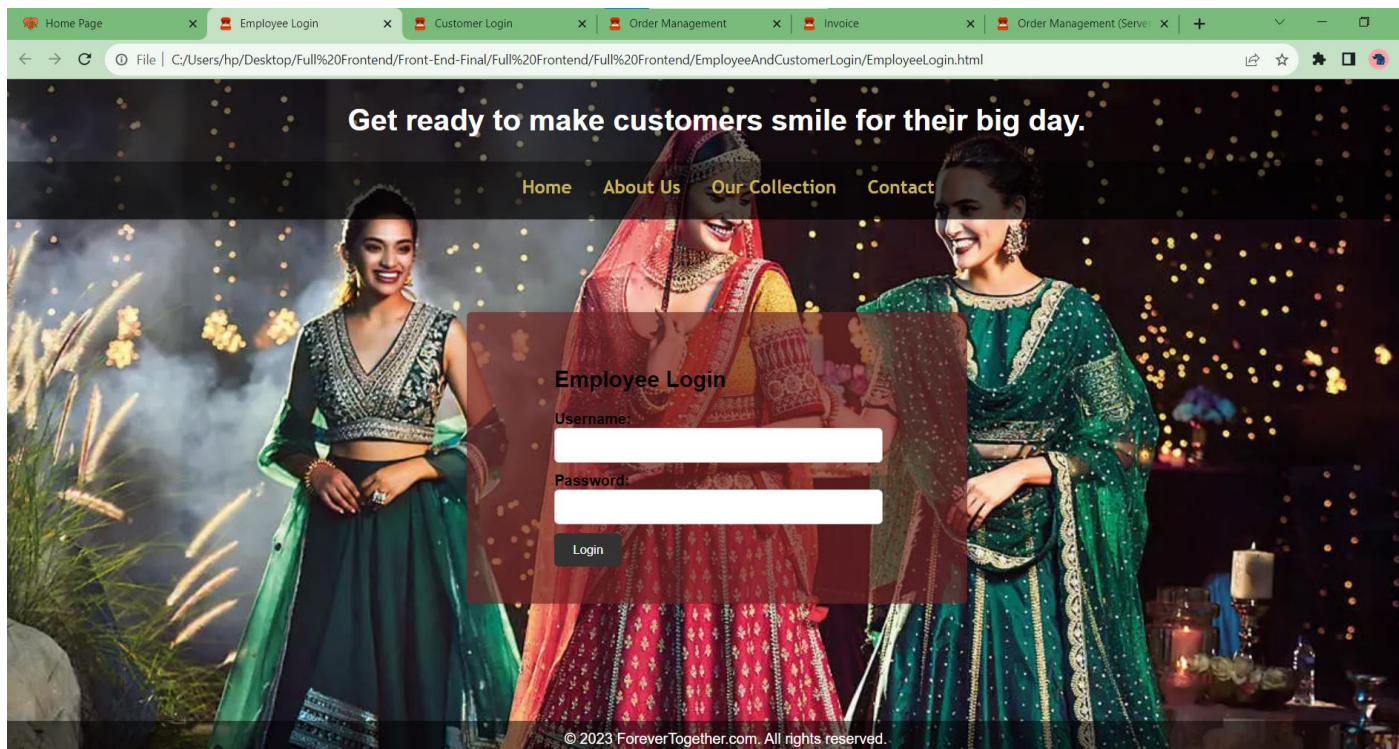 Home Page
Employee Login
Customer Login
Order Management
Invoice
Order Management (Server
File
C:/Users/hp/Desktop/Full%20Frontend/Front-End-Final/Full%20Frontend/Full%20Frontend/EmployeeAndCustomerLogin/EmployeeLogin.html
Get ready to make customers smile for their big day.
Home About Us Our Collection Contact
Employee Login
Username:
Password:
Login
© 2023 ForeverTogether.com. All rights reserved.